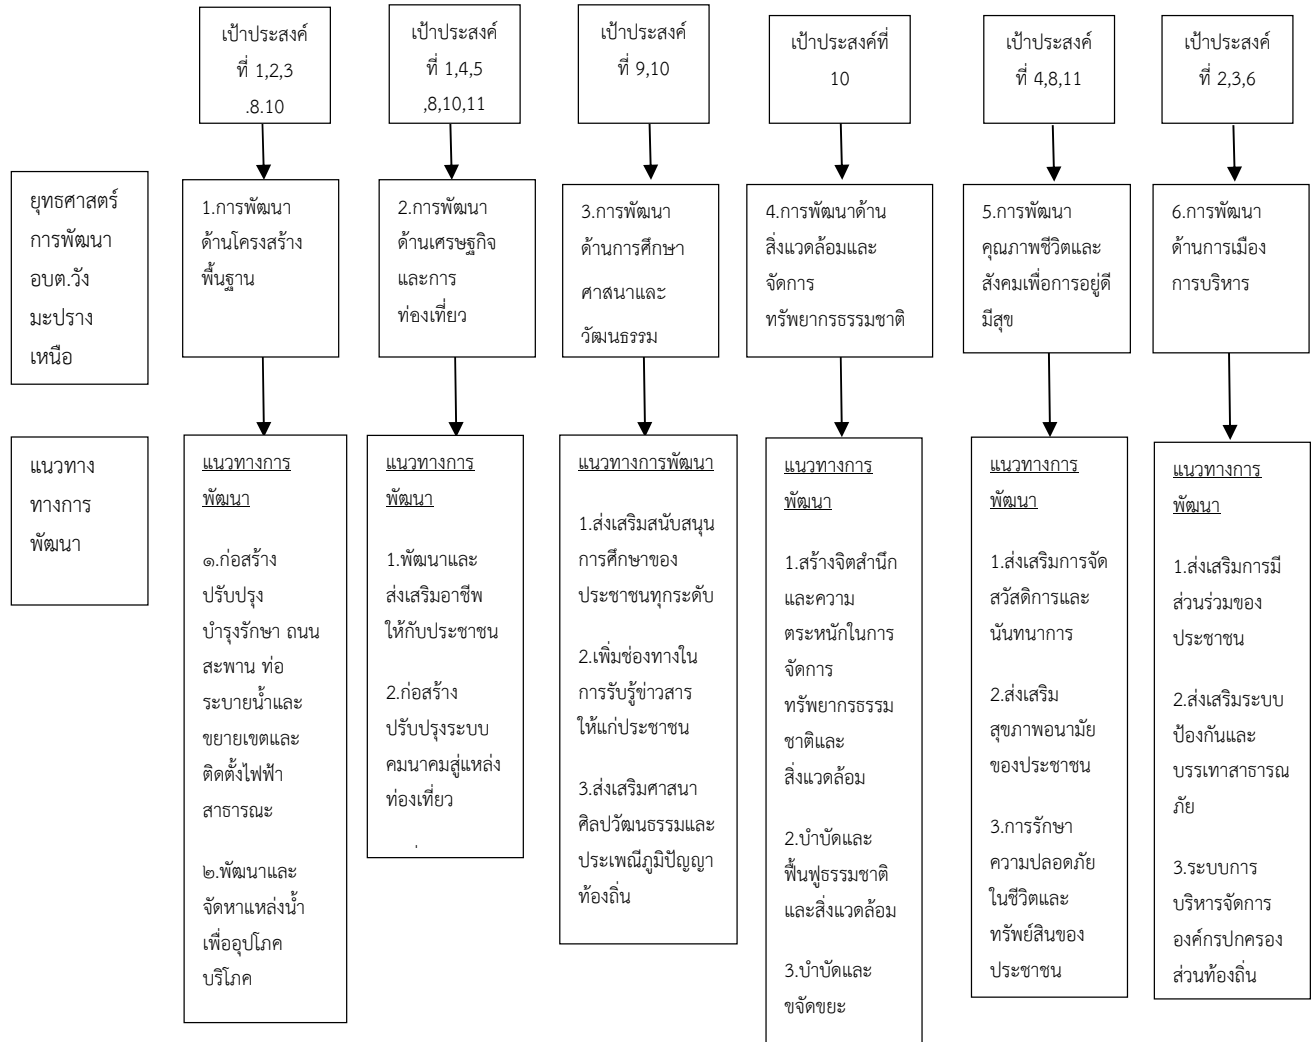 เป้าประสงค์
ที่ 1,2,3
.8.10
เป้าประสงค์
ที่ 1,4,5
,8,10,11
เป้าประสงค์
ที่ 9,10
เป้าประสงค์ที่
10
เป้าประสงค์
ที่ 4,8,11
เป้าประสงค์
ที่ 2,3,6
ยุทธศาสตร์
การพัฒนา
อบต.วัง
มะปราง
เหนือ
1.การพัฒนา
ด้านโครงสร้าง
พื้นฐาน
2.การพัฒนา
ด้านเศรษฐกิจ
และการ
ท่องเที่ยว
3.การพัฒนา
ด้านการศึกษา
ศาสนาและ
วัฒนธรรม
4.การพัฒนาด้าน
สิ่งแวดล้อมและ
จัดการ
ทรัพยากรธรรมชาติ
5.การพัฒนา
คุณภาพชีวิตและ
สังคมเพื่อการอยู่ดี
มีสุข
6.การพัฒนา
ด้านการเมือง
การบริหาร
แนวทาง
ทางการ
พัฒนา
แนวทางการ
พัฒนา
๑.ก่อสร้าง
ปรับปรุง
บำรุงรักษา ถนน
สะพาน ท่อ
ระบายน้ำและ
ขยายเขตและ
ติดตั้งไฟฟ้า
สาธารณะ
๒.พัฒนาและ
จัดหาแหล่งน้ำ
เพื่ออุปโภค
บริโภค
แนวทางการ
พัฒนา
1.พัฒนาและ
ส่งเสริมอาชีพ
ให้กับประชาชน
2.ก่อสร้าง
ปรับปรุงระบบ
คมนาคมสู่แหล่ง
ท่องเที่ยว
แนวทางการพัฒนา
1.ส่งเสริมสนับสนุน
การศึกษาของ
ประชาชนทุกระดับ
2.เพิ่มช่องทางใน
การรับรู้ข่าวสาร
ให้แก่ประชาชน
3.ส่งเสริมศาสนา
ศิลปวัฒนธรรมและ
ประเพณีภูมิปัญญา
ท้องถิ่น
แนวทางการ
พัฒนา
1.สร้างจิตสำนึก
และความ
ตระหนักในการ
จัดการ
ทรัพยากรธรรม
ชาติและ
สิ่งแวดล้อม
2.บำบัดและ
ฟื้นฟูธรรมชาติ
และสิ่งแวดล้อม
3.บำบัดและ
ขจัดขยะ
แนวทางการ
พัฒนา
1.ส่งเสริมการจัด
สวัสดิการและ
นันทนาการ
2.ส่งเสริม
สุขภาพอนามัย
ของประชาชน
3.การรักษา
ความปลอดภัย
ในชีวิตและ
ทรัพย์สินของ
ประชาชน
แนวทางการ
พัฒนา
1.ส่งเสริมการมี
ส่วนร่วมของ
ประชาชน
2.ส่งเสริมระบบ
ป้องกันและ
บรรเทาสาธารณ
ภัย
3.ระบบการ
บริหารจัดการ
องค์กรปกครอง
ส่วนท้องถิ่น